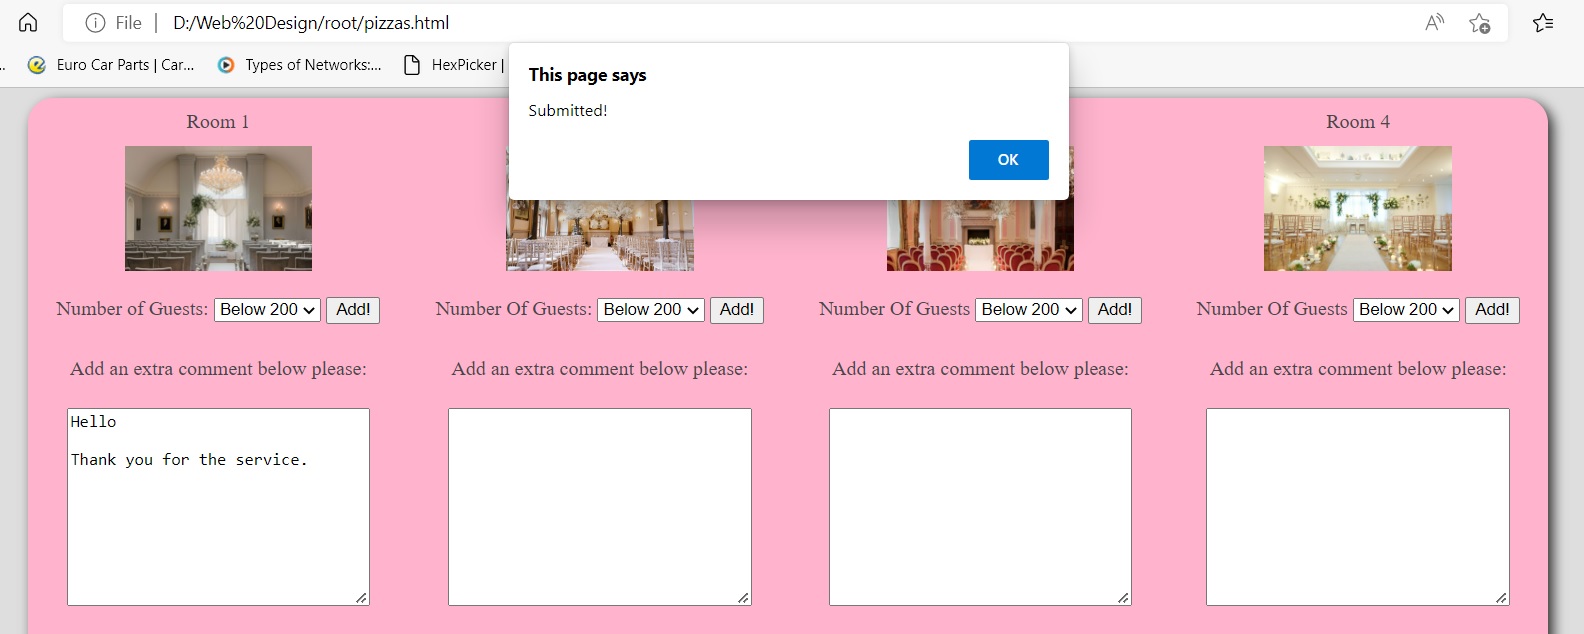 File D:/Web%20Design/root/pizzas.html
.. Euro Car Parts | Car... Types of Networks:... HexPicker |
This page says
Submitted!
OK
Room 1
Room 4
Number of Guests: Below 200 Add!
Number Of Guests: Below 200 Add!
Number Of Guests Below 200 Add!
Number Of Guests Below 200 Add!
Add an extra comment below please:
Add an extra comment below please:
Add an extra comment below please:
Add an extra comment below please:
Hello
Thank you for the service.